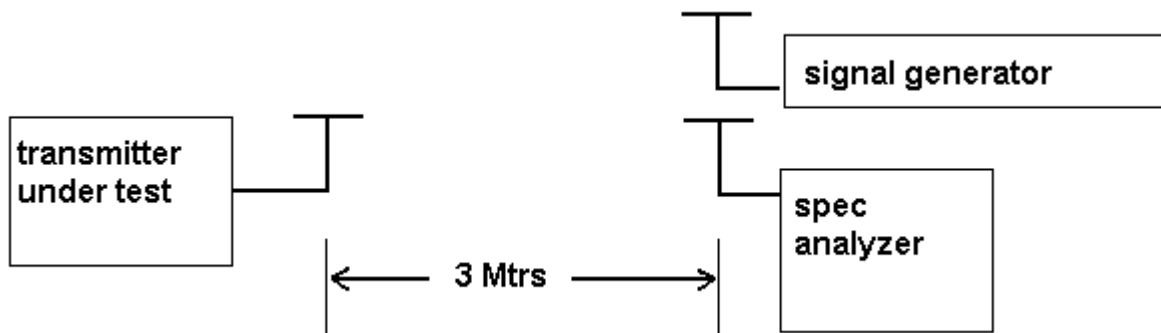 signal generator
transmitter
under test
spec
analyzer
3 Mtrs